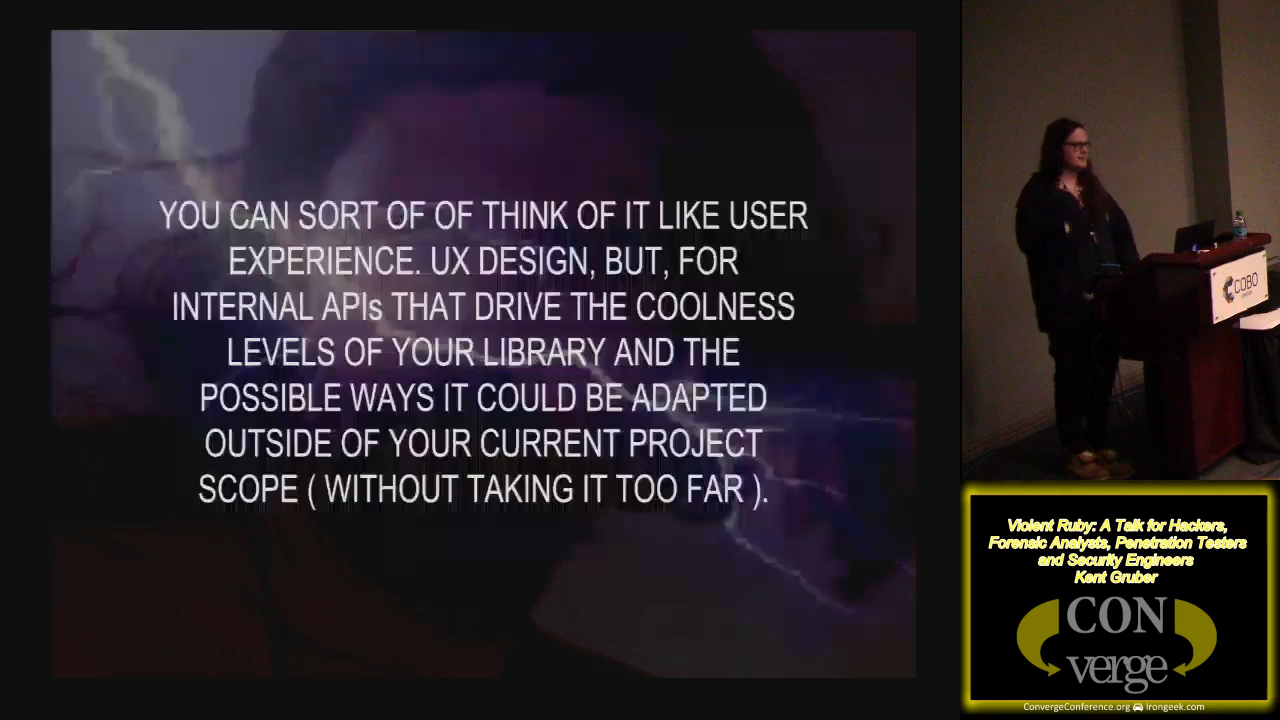 YOU CAN SORT OF OF THINK OF IT LIKE USER
EXPERIENCE. UX DESIGN, BUT, FOR
INTERNAL APIs THAT DRIVE THE COOLNESS
LEVELS OF YOUR LIBRARY AND THE
POSSIBLE WAYS IT COULD BE ADAPTED
OUTSIDE OF YOUR CURRENT PROJECT
SCOPE ( WITHOUT TAKING IT TOO FAR ).
COBO
Violent Ruby: A Talk for Hackers,
Forensic Analysts, Penetration Testers
and Security Engineers
Kent Gruber
CON
verge
ConvergeConference.org Irongeek.com